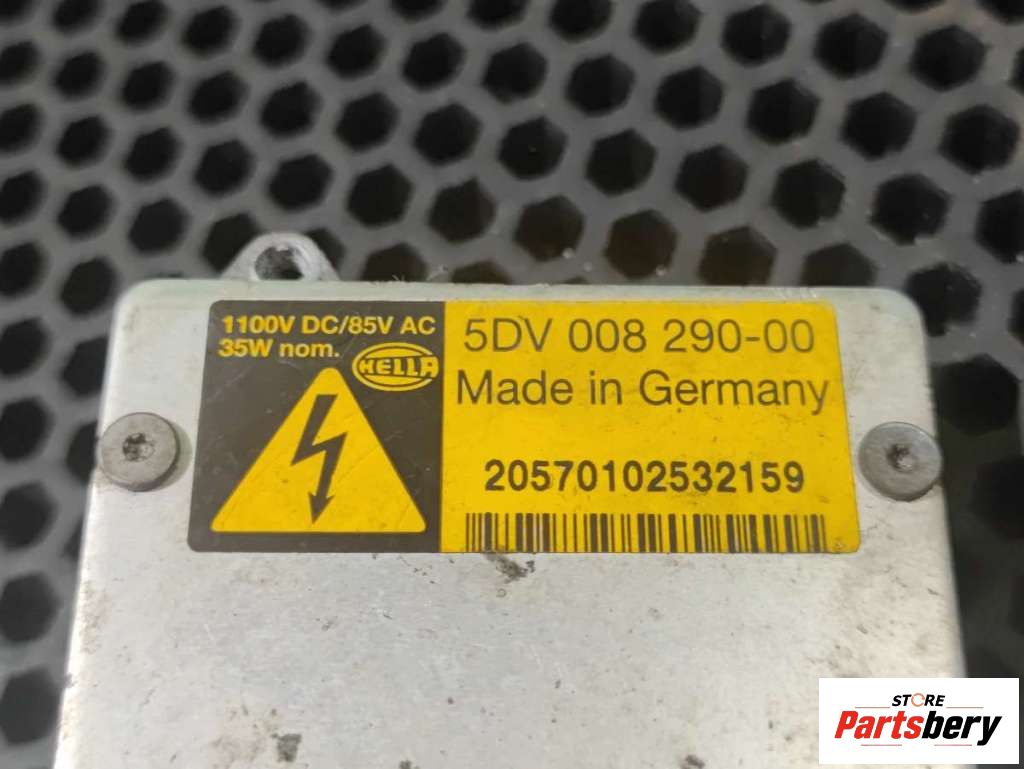 1100V DC/85V AC
35W nom.
HELLA
5DV 008 290-00
Made in Germany
20570102532159
STORE
Partsbery